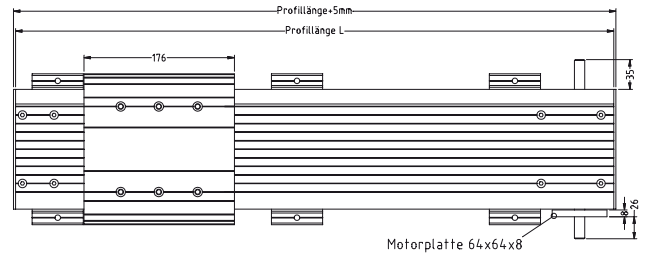 Profillänge+5mm
Profillänge L
176
35
26
8
Motorplatte 64x64x8